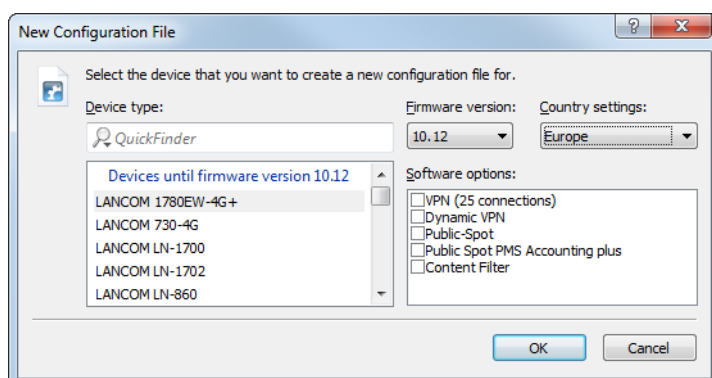 New Configuration File
Select the device that you want to create a new configuration file for.
Device type:
Firmware version:
Country settings:
QuickFinder
10.12
Europe
Devices until firmware version 10.12
LANCOM 1780EW-4G+
LANCOM 730-4G
LANCOM LN-1700
LANCOM LN-1702
LANCOM LN-860
Software options:
VPN (25 connections)
Dynamic VPN
Public-Spot
Public Spot PMS Accounting plus
Content Filter
OK
Cancel